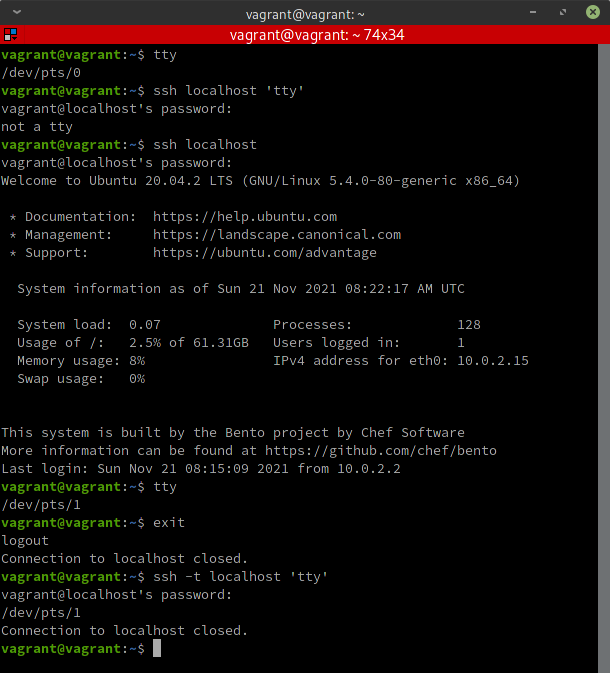 vagrant@vagrant: ~
vagrant@vagrant: ~ 74x34
vagrant@vagrant:~$ tty
/dev/pts/0
vagrant@vagrant:~$ ssh localhost 'tty'
vagrant@localhost's password:
not a tty
vagrant@vagrant:~$ ssh localhost
vagrant@localhost's password:
Welcome to Ubuntu 20.04.2 LTS (GNU/Linux 5.4.0-80-generic x86_64)
* Documentation:  https://help.ubuntu.com
* Management:     https://landscape.canonical.com
* Support:        https://ubuntu.com/advantage
System information as of Sun 21 Nov 2021 08:22:17 AM UTC
System load:  0.07              Processes:             128
Usage of /:   2.5% of 61.31GB   Users logged in:       1
Memory usage: 8%                IPv4 address for eth0: 10.0.2.15
Swap usage:   0%
This system is built by the Bento project by Chef Software
More information can be found at https://github.com/chef/bento
Last login: Sun Nov 21 08:15:09 2021 from 10.0.2.2
vagrant@vagrant:~$ tty
/dev/pts/1
vagrant@vagrant:~$ exit
logout
Connection to localhost closed.
vagrant@vagrant:~$ ssh -t localhost 'tty'
vagrant@localhost's password:
/dev/pts/1
Connection to localhost closed.
vagrant@vagrant:~$